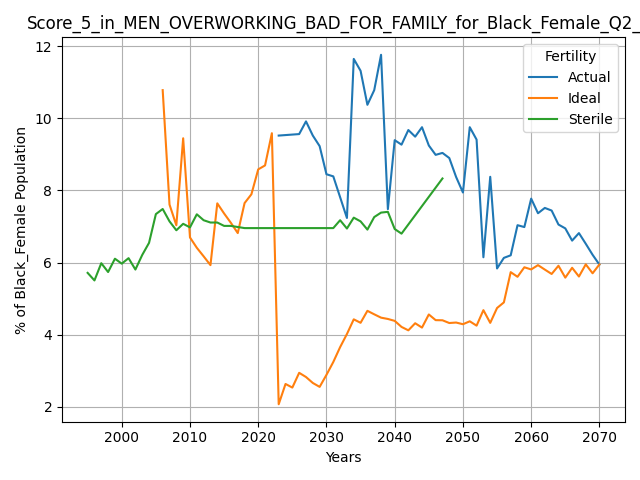 Score_5_in_MEN_OVERWORKING_BAD_FOR_FAMILY_for_Black_Female_Q2_
Fertility
Actual
Ideal
Sterile
% of Black_Female Population
12
10
8
6
4
2
2000 2010 2020 2030 2040 2050 2060 2070
Years